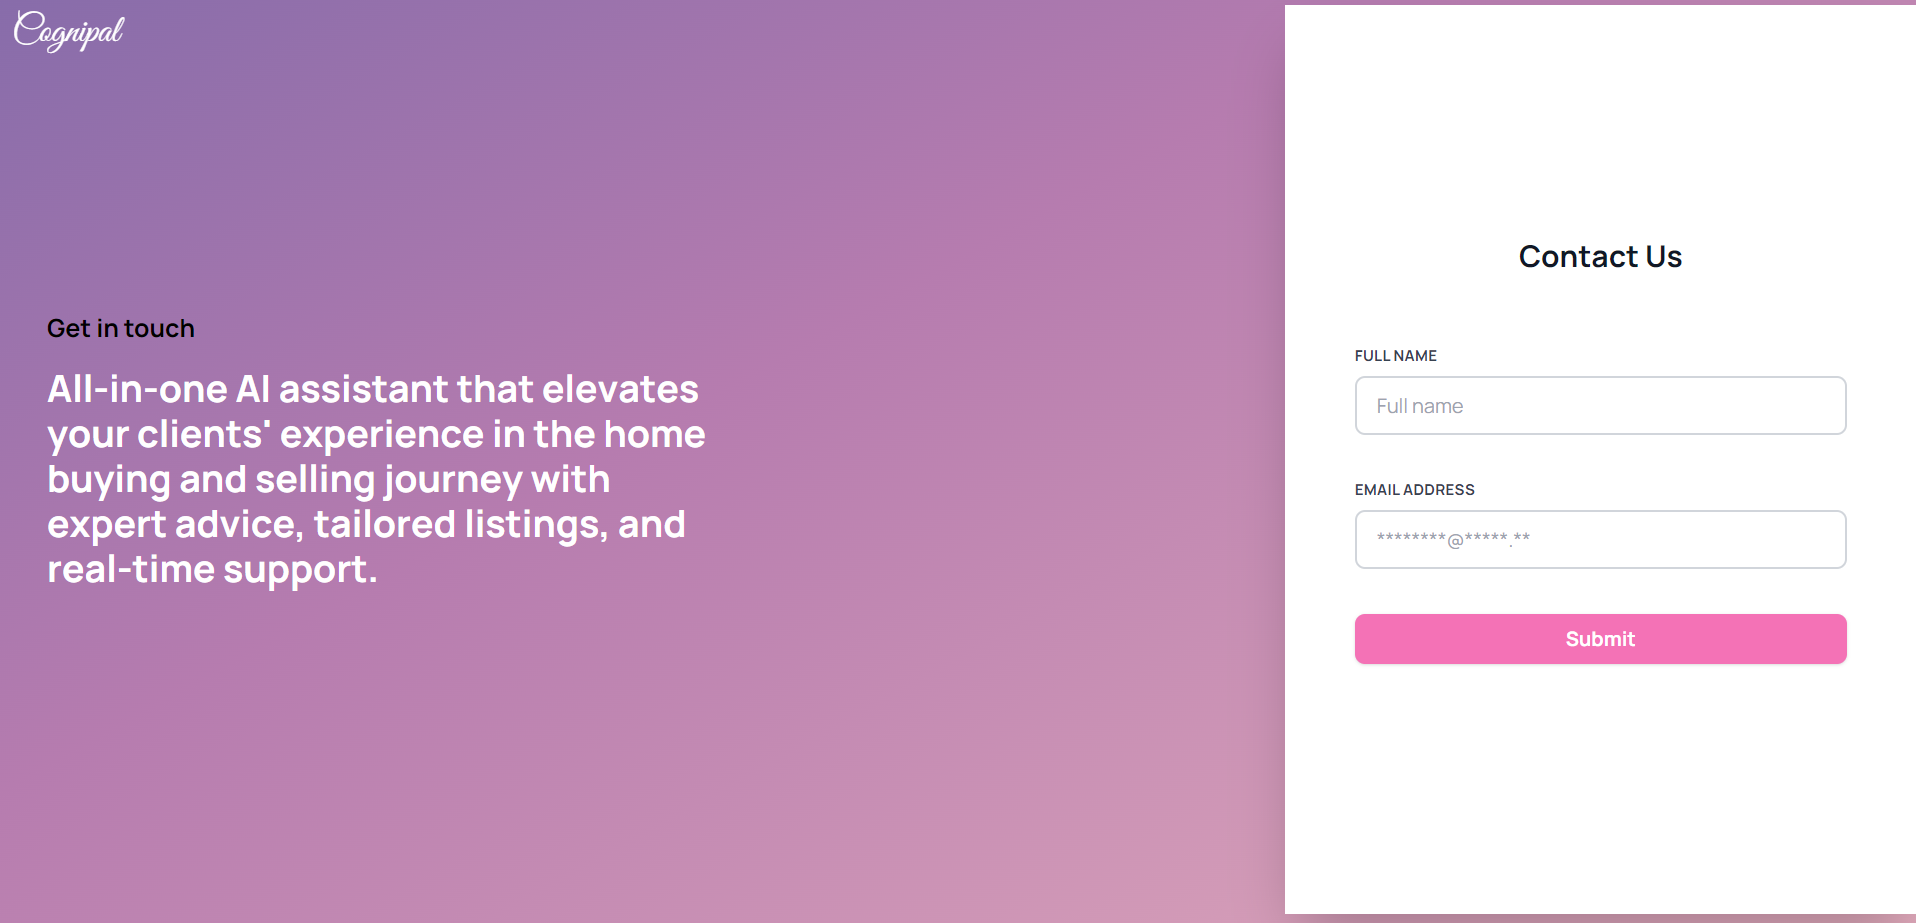 Cognipal
Get in touch
All-in-one AI assistant that elevates
your clients' experience in the home
buying and selling journey with
expert advice, tailored listings, and
real-time support.
Contact Us
FULL NAME
Full name
EMAIL ADDRESS
********@*****.**
Submit